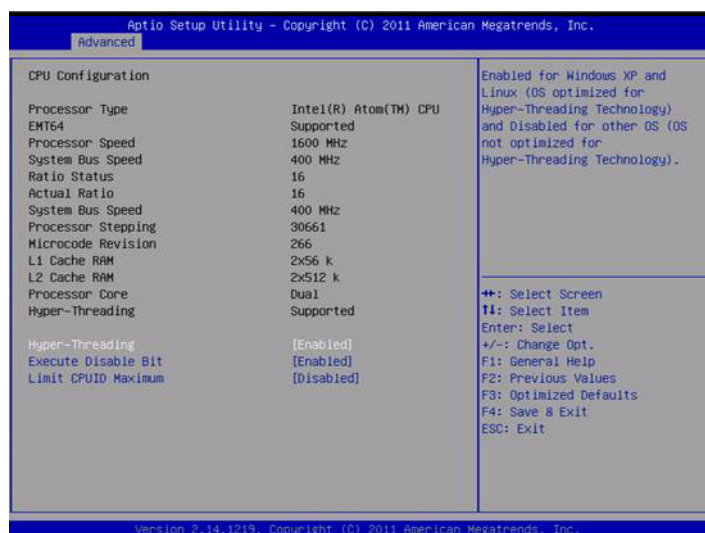 Aptio Setup Utility – Copyright (C) 2011 American Megatrends, Inc.
Advanced
CPU Configuration
Processor Type Intel(R) Atom(TM) CPU
EMT64 Supported
Processor Speed 1600 MHz
System Bus Speed 400 MHz
Ratio Status 16
Actual Ratio 16
System Bus Speed 400 MHz
Processor Stepping 30661
Microcode Revision 266
L1 Cache RAM 2x56 k
L2 Cache RAM 2x512 k
Processor Core Dual
Hyper-Threading Supported
Hyper-Threading [Enabled]
Execute Disable Bit [Enabled]
Limit CPUID Maximum [Disabled]
Enabled for Windows XP and
Linux (OS optimized for
Hyper-Threading Technology)
and Disabled for other OS (OS
not optimized for
Hyper-Threading Technology).
→←: Select Screen
↑↓: Select Item
Enter: Select
+/-: Change Opt.
F1: General Help
F2: Previous Values
F3: Optimized Defaults
F4: Save & Exit
ESC: Exit
Version 2.14.1219. Copyright (C) 2011 American Megatrends, Inc.